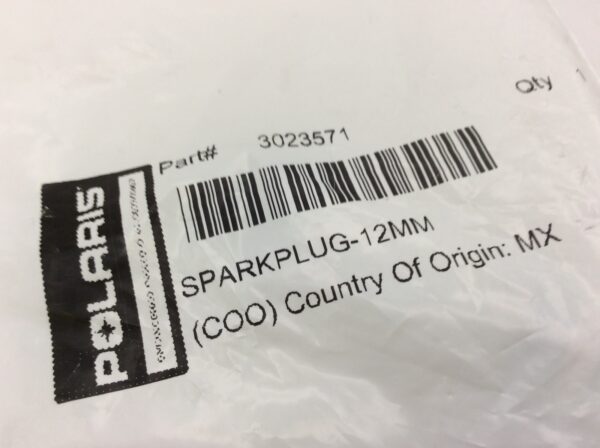 Qty 1
Part# 3023571
SPARKPLUG-12MM
(COO) Country Of Origin: MX
POLARIS